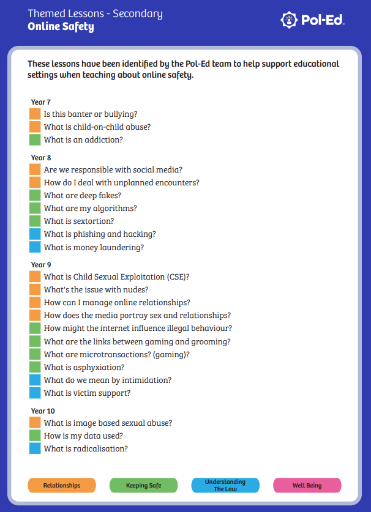 Themed Lessons - Secondary
Online Safety
Pol-Ed
These lessons have been identified by the Pol-Ed team to help support educational
settings when teaching about online safety.
Year 7
Is this banter or bullying?
What is child-on-child abuse?
What is an addiction?
Year 8
Are we responsible with social media?
How do I deal with unplanned encounters?
What are deep fakes?
What are my algorithms?
What is sextortion?
What is phishing and hacking?
What is money laundering?
Year 9
What is Child Sexual Exploitation (CSE)?
What's the issue with nudes?
How can I manage online relationships?
How does the media portray sex and relationships?
How might the internet influence illegal behaviour?
What are the links between gaming and grooming?
What are microtransactions? (gaming)?
What is asphyxiation?
What do we mean by intimidation?
What is victim support?
Year 10
What is image based sexual abuse?
How is my data used?
What is radicalisation?
Relationships
Keeping Safe
Understanding
The Law
Well Being